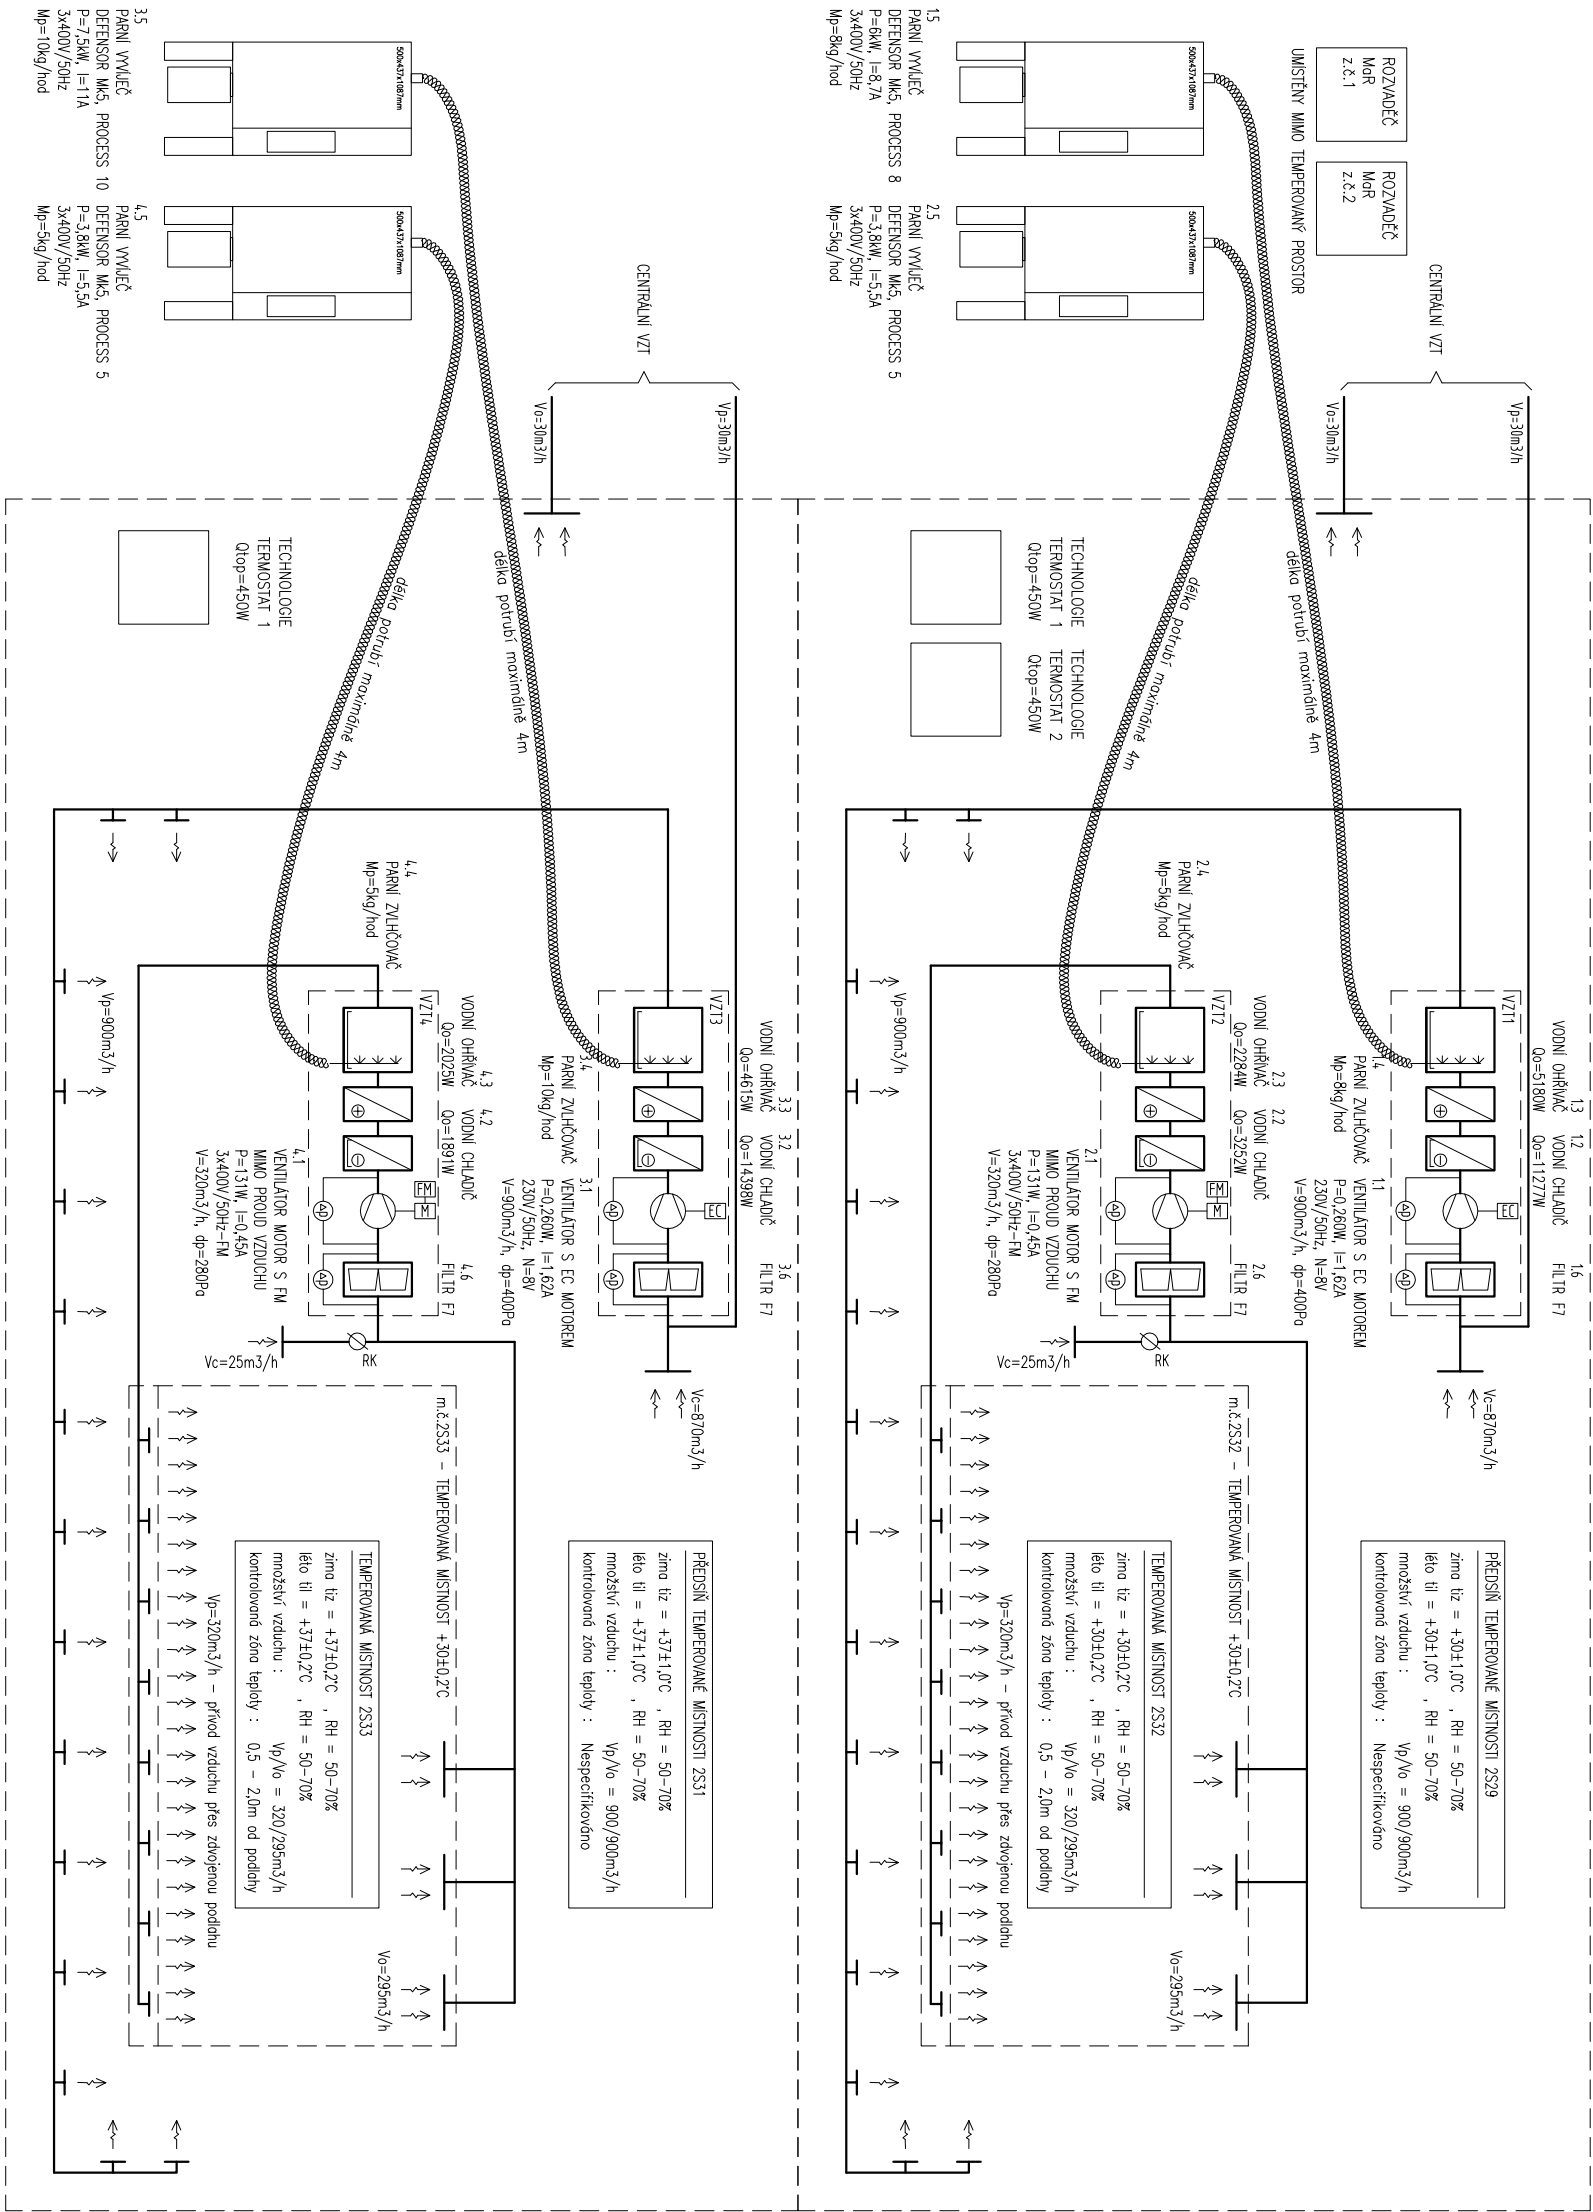 ROZVADĚČ
MaR
z.č.1
ROZVADĚČ
MaR
z.č.2
UMÍSTĚNY MIMO TEMPEROVANÝ PROSTOR
CENTRÁLNÍ VZT
Vp=30m3/h
Vo=30m3/h
500x437x1087mm
1.5
PARNÍ VYVÍJEČ
DEFENSOR Mk5, PROCESS 8
P=6kW, I=8,7A
3x400V/50Hz
Mp=8kg/hod
500x437x1087mm
2.5
PARNÍ VYVÍJEČ
DEFENSOR Mk5, PROCESS 5
P=3,8kW, I=5,5A
3x400V/50Hz
Mp=5kg/hod
délka potrubí maximálně 4m
délka potrubí maximálně 4m
TECHNOLOGIE
TERMOSTAT 1
Qtop=450W
TECHNOLOGIE
TERMOSTAT 2
Qtop=450W
1.3
VODNÍ OHŘÍVAČ
Qo=5180W
1.2
VODNÍ CHLADIČ
Qo=11277W
1.6
FILTR F7
VZT1
EC
Δp
Δp
1.4
PARNÍ ZVLHČOVAČ
Mp=8kg/hod
1.1
VENTILÁTOR S EC MOTOREM
P=0,260W, I=1,62A
230V/50Hz, N=8V
V=900m3/h, dp=400Pa
Vc=870m3/h
2.3
VODNÍ OHŘÍVAČ
Qo=2284W
2.2
VODNÍ CHLADIČ
Qo=3252W
2.6
FILTR F7
VZT2
FM
M
Δp
Δp
2.4
PARNÍ ZVLHČOVAČ
Mp=5kg/hod
2.1
VENTILÁTOR MOTOR S FM
MIMO PROUD VZDUCHU
P=131W, I=0,45A
3x400V/50Hz-FM
V=320m3/h, dp=280Pa
RK
Vc=25m3/h
Vp=900m3/h
PŘEDSÍŇ TEMPEROVANÉ MÍSTNOSTI 2S29
zima tiz = +30±1,0°C , RH = 50-70%
léto til = +30±1,0°C , RH = 50-70%
množství vzduchu : Vp/Vo = 900/900m3/h
kontrolovaná zóna teploty : Nespecifikováno
m.č.2S32 - TEMPEROVANÁ MÍSTNOST +30±0,2°C
TEMPEROVANÁ MÍSTNOST 2S32
zima tiz = +30±0,2°C , RH = 50-70%
léto til = +30±0,2°C , RH = 50-70%
množství vzduchu : Vp/Vo = 320/295m3/h
kontrolovaná zóna teploty : 0,5 - 2,0m od podlahy
Vp=320m3/h - přívod vzduchu přes zdvojenou podlahu
Vo=295m3/h
CENTRÁLNÍ VZT
Vp=30m3/h
Vo=30m3/h
500x437x1087mm
3.5
PARNÍ VYVÍJEČ
DEFENSOR Mk5, PROCESS 10
P=7,5kW, I=11A
3x400V/50Hz
Mp=10kg/hod
500x437x1087mm
4.5
PARNÍ VYVÍJEČ
DEFENSOR Mk5, PROCESS 5
P=3,8kW, I=5,5A
3x400V/50Hz
Mp=5kg/hod
délka potrubí maximálně 4m
délka potrubí maximálně 4m
TECHNOLOGIE
TERMOSTAT 1
Qtop=450W
3.3
VODNÍ OHŘÍVAČ
Qo=4615W
3.2
VODNÍ CHLADIČ
Qo=14398W
3.6
FILTR F7
VZT3
EC
Δp
Δp
3.4
PARNÍ ZVLHČOVAČ
Mp=10kg/hod
3.1
VENTILÁTOR S EC MOTOREM
P=0,260W, I=1,62A
230V/50Hz, N=8V
V=900m3/h, dp=400Pa
Vc=870m3/h
4.3
VODNÍ OHŘÍVAČ
Qo=2025W
4.2
VODNÍ CHLADIČ
Qo=1891W
4.6
FILTR F7
VZT4
FM
M
Δp
Δp
4.4
PARNÍ ZVLHČOVAČ
Mp=5kg/hod
4.1
VENTILÁTOR MOTOR S FM
MIMO PROUD VZDUCHU
P=131W, I=0,45A
3x400V/50Hz-FM
V=320m3/h, dp=280Pa
RK
Vc=25m3/h
Vp=900m3/h
PŘEDSÍŇ TEMPEROVANÉ MÍSTNOSTI 2S31
zima tiz = +37±1,0°C , RH = 50-70%
léto til = +37±1,0°C , RH = 50-70%
množství vzduchu : Vp/Vo = 900/900m3/h
kontrolovaná zóna teploty : Nespecifikováno
m.č.2S33 - TEMPEROVANÁ MÍSTNOST +30±0,2°C
TEMPEROVANÁ MÍSTNOST 2S33
zima tiz = +37±0,2°C , RH = 50-70%
léto til = +37±0,2°C , RH = 50-70%
množství vzduchu : Vp/Vo = 320/295m3/h
kontrolovaná zóna teploty : 0,5 - 2,0m od podlahy
Vp=320m3/h - přívod vzduchu přes zdvojenou podlahu
Vo=295m3/h